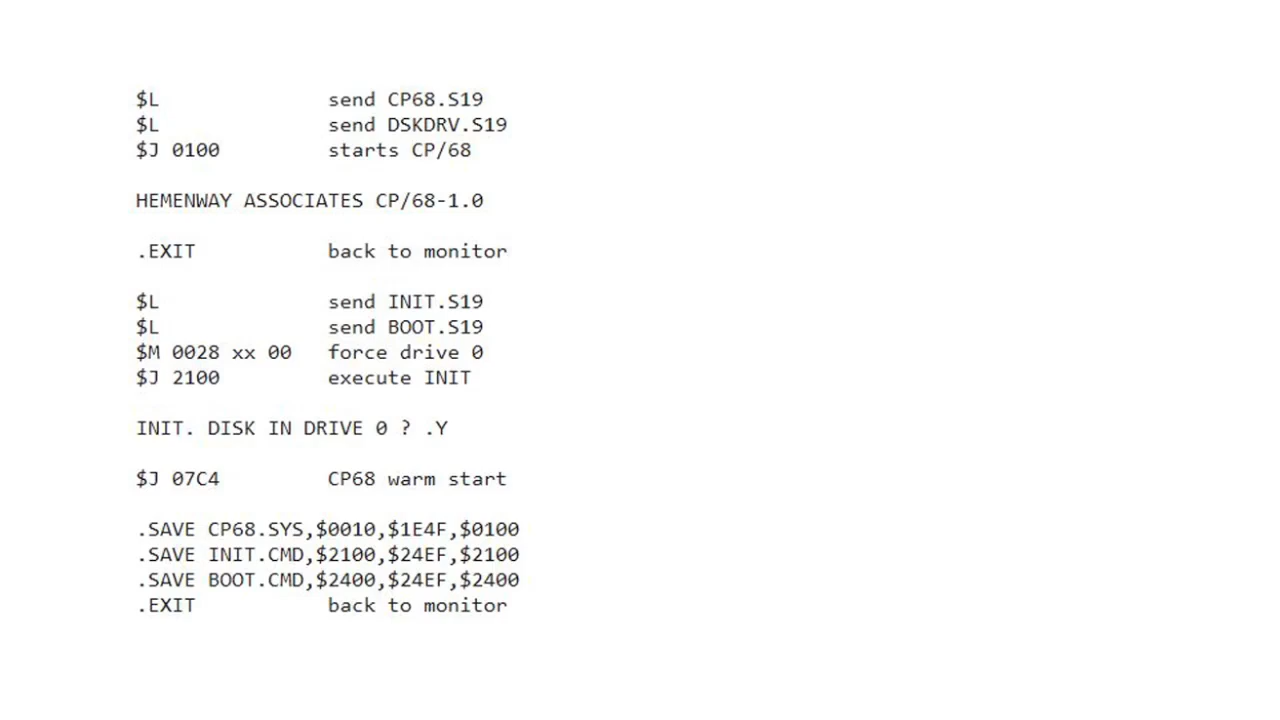 $L send CP68.S19
$L send DSKDRV.S19
$J 0100 starts CP/68
HEMENWAY ASSOCIATES CP/68-1.0
.EXIT back to monitor
$L send INIT.S19
$L send BOOT.S19
$M 0028 xx 00 force drive 0
$J 2100 execute INIT
INIT. DISK IN DRIVE 0 ? .Y
$J 07C4 CP68 warm start
.SAVE CP68.SYS,$0010,$1E4F,$0100
.SAVE INIT.CMD,$2100,$24EF,$2100
.SAVE BOOT.CMD,$2400,$24EF,$2400
.EXIT back to monitor